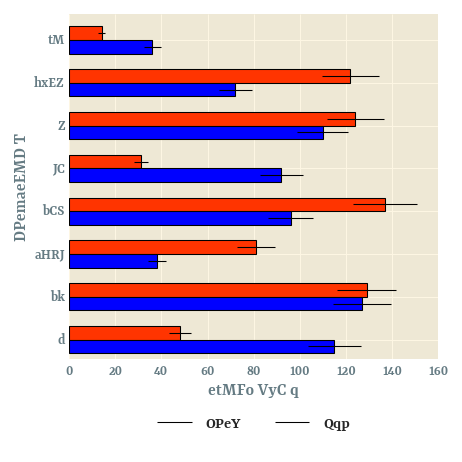 DPemaeEMD T
tM
hxEZ
Z
JC
bCS
aHRJ
bk
d
0 20 40 60 80 100 120 140 160
etMFo VyC q
OPeY Qqp